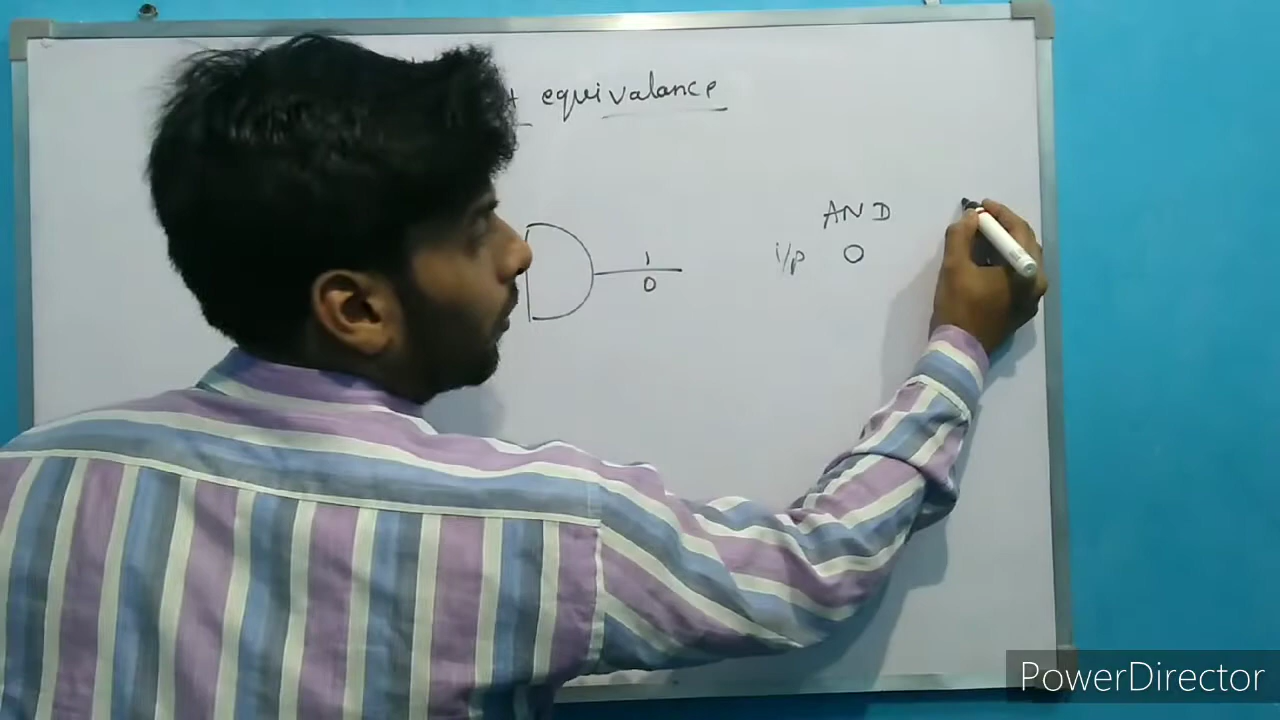 equivalance
AND
1
i/p 0
0
PowerDirector